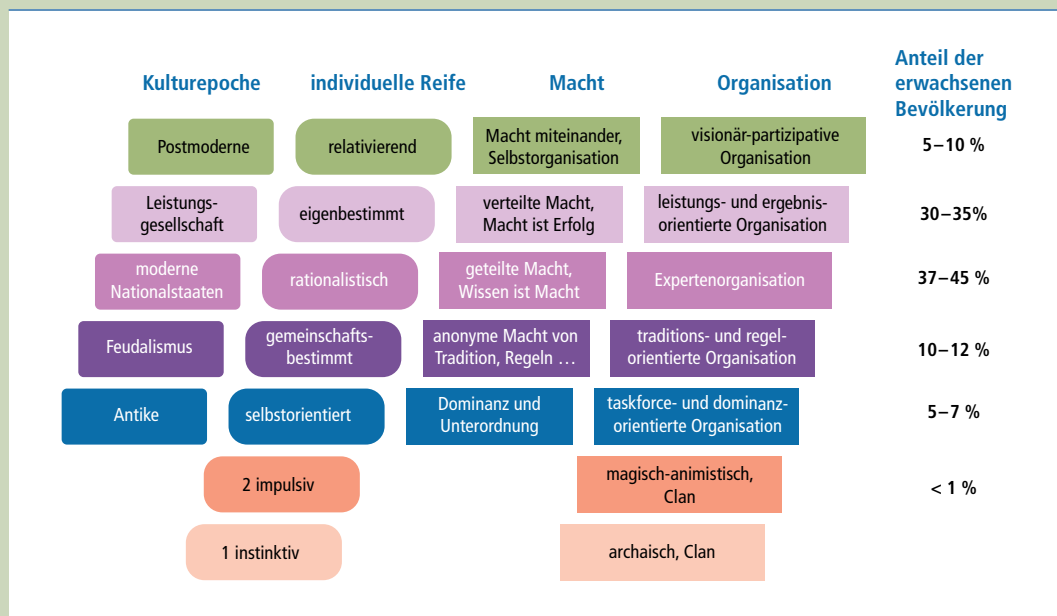 Kulturepoche
individuelle Reife
Macht
Organisation
Anteil der
erwachsenen
Bevölkerung
Postmoderne
relativierend
Macht miteinander,
Selbstorganisation
visionär-partizipative
Organisation
5–10 %
Leistungs-
gesellschaft
eigenbestimmt
verteilte Macht,
Macht ist Erfolg
leistungs- und ergebnis-
orientierte Organisation
30–35%
moderne
Nationalstaaten
rationalistisch
geteilte Macht,
Wissen ist Macht
Expertenorganisation
37–45 %
Feudalismus
gemeinschafts-
bestimmt
anonyme Macht von
Tradition, Regeln …
traditions- und regel-
orientierte Organisation
10–12 %
Antike
selbstorientiert
Dominanz und
Unterordnung
taskforce- und dominanz-
orientierte Organisation
5–7 %
2 impulsiv
magisch-animistisch,
Clan
< 1 %
1 instinktiv
archaisch, Clan